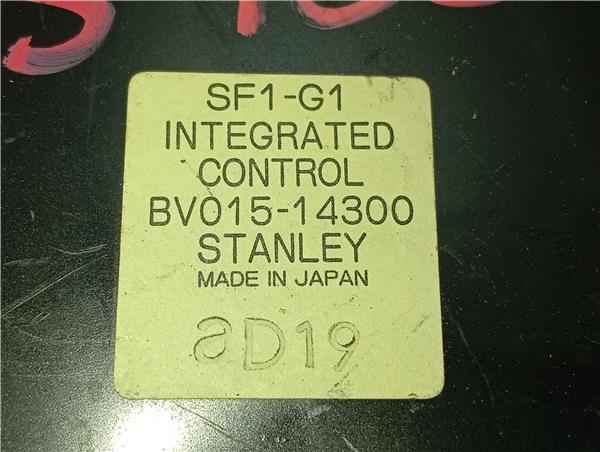 SF1-G1
INTEGRATED
CONTROL
BV015-14300
STANLEY
MADE IN JAPAN
aD19